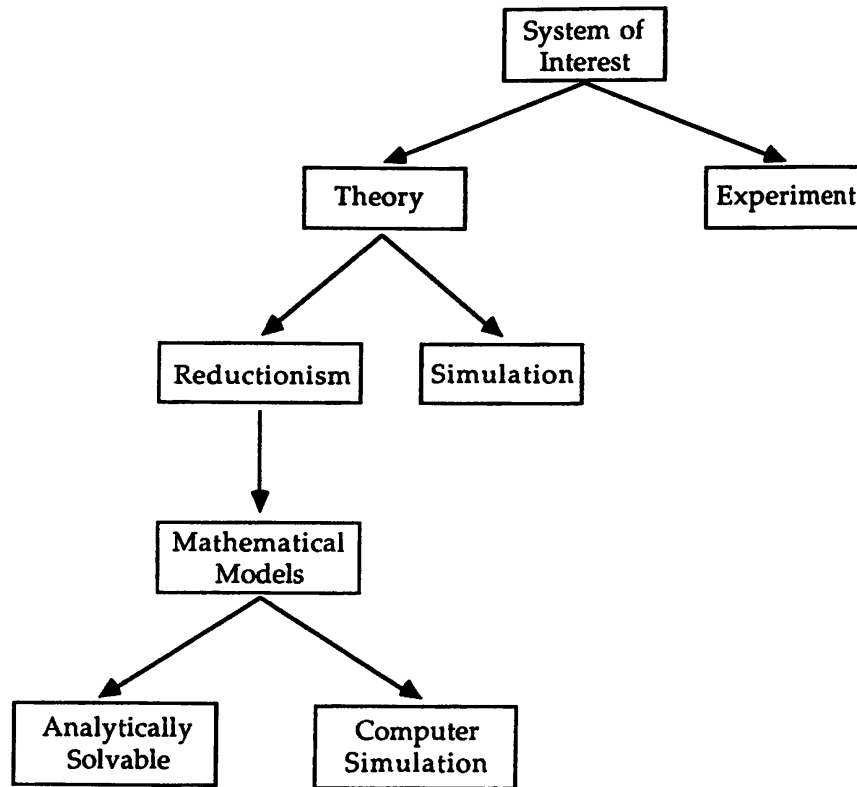 System of
Interest
Theory
Experiment
Reductionism
Simulation
Mathematical
Models
Analytically
Solvable
Computer
Simulation